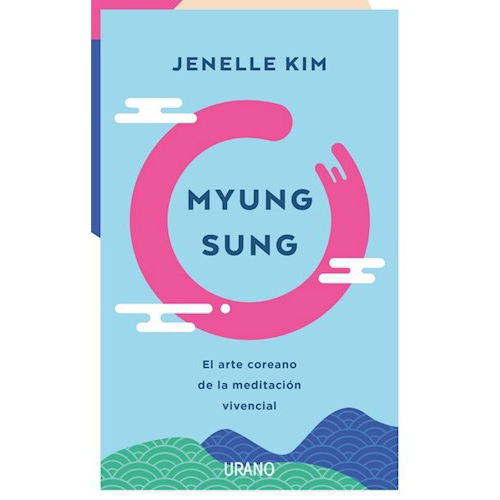 JENELLE KIM
MYUNG
SUNG
El arte coreano
de la meditación
vivencial
URANO